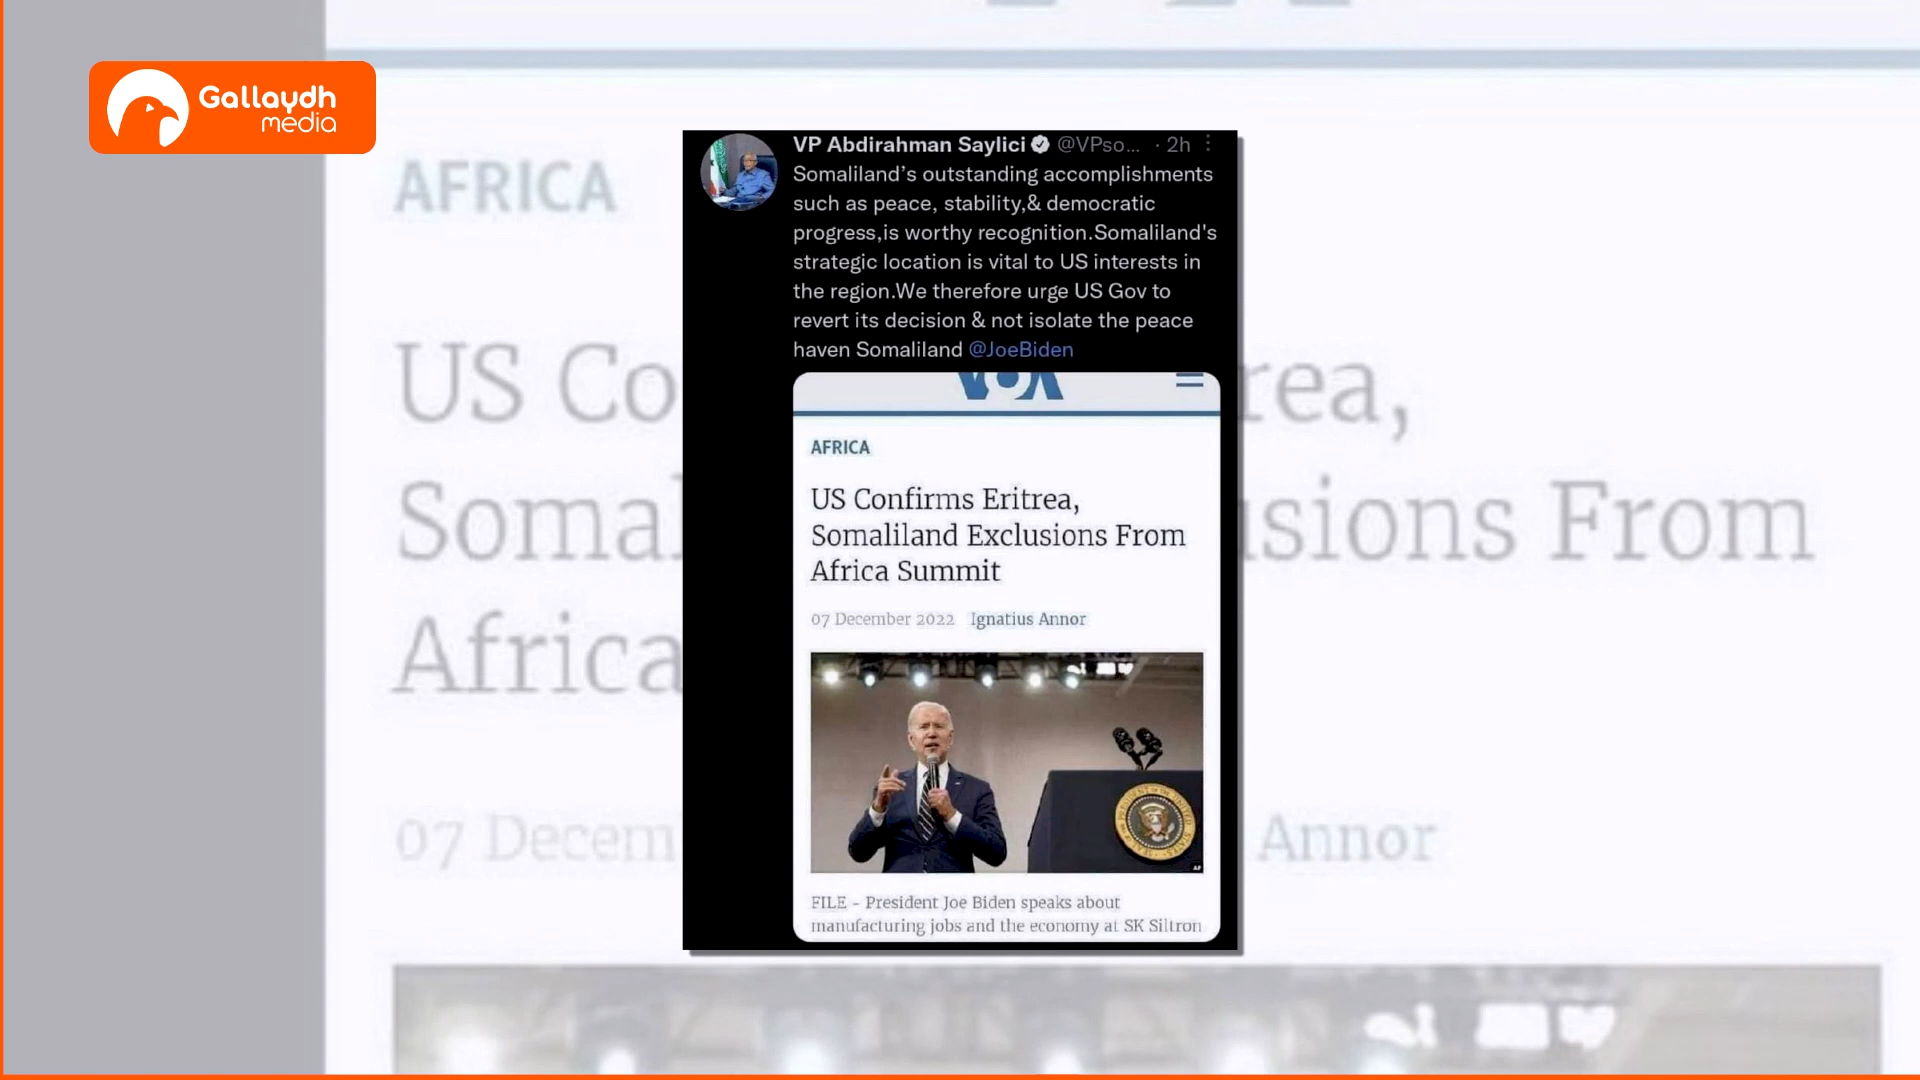 Gallaydh
media
VP Abdirahman Saylici @VPso... · 2h
Somaliland’s outstanding accomplishments
such as peace, stability,& democratic
progress,is worthy recognition.Somaliland's
strategic location is vital to US interests in
the region.We therefore urge US Gov to
revert its decision & not isolate the peace
haven Somaliland @JoeBiden
VOA
AFRICA
US Confirms Eritrea,
Somaliland Exclusions From
Africa Summit
07 December 2022 Ignatius Annor
AP
FILE - President Joe Biden speaks about
manufacturing jobs and the economy at SK Siltron
AFRICA
US Co rea,
Somal usions From
Africa
07 Decem Annor